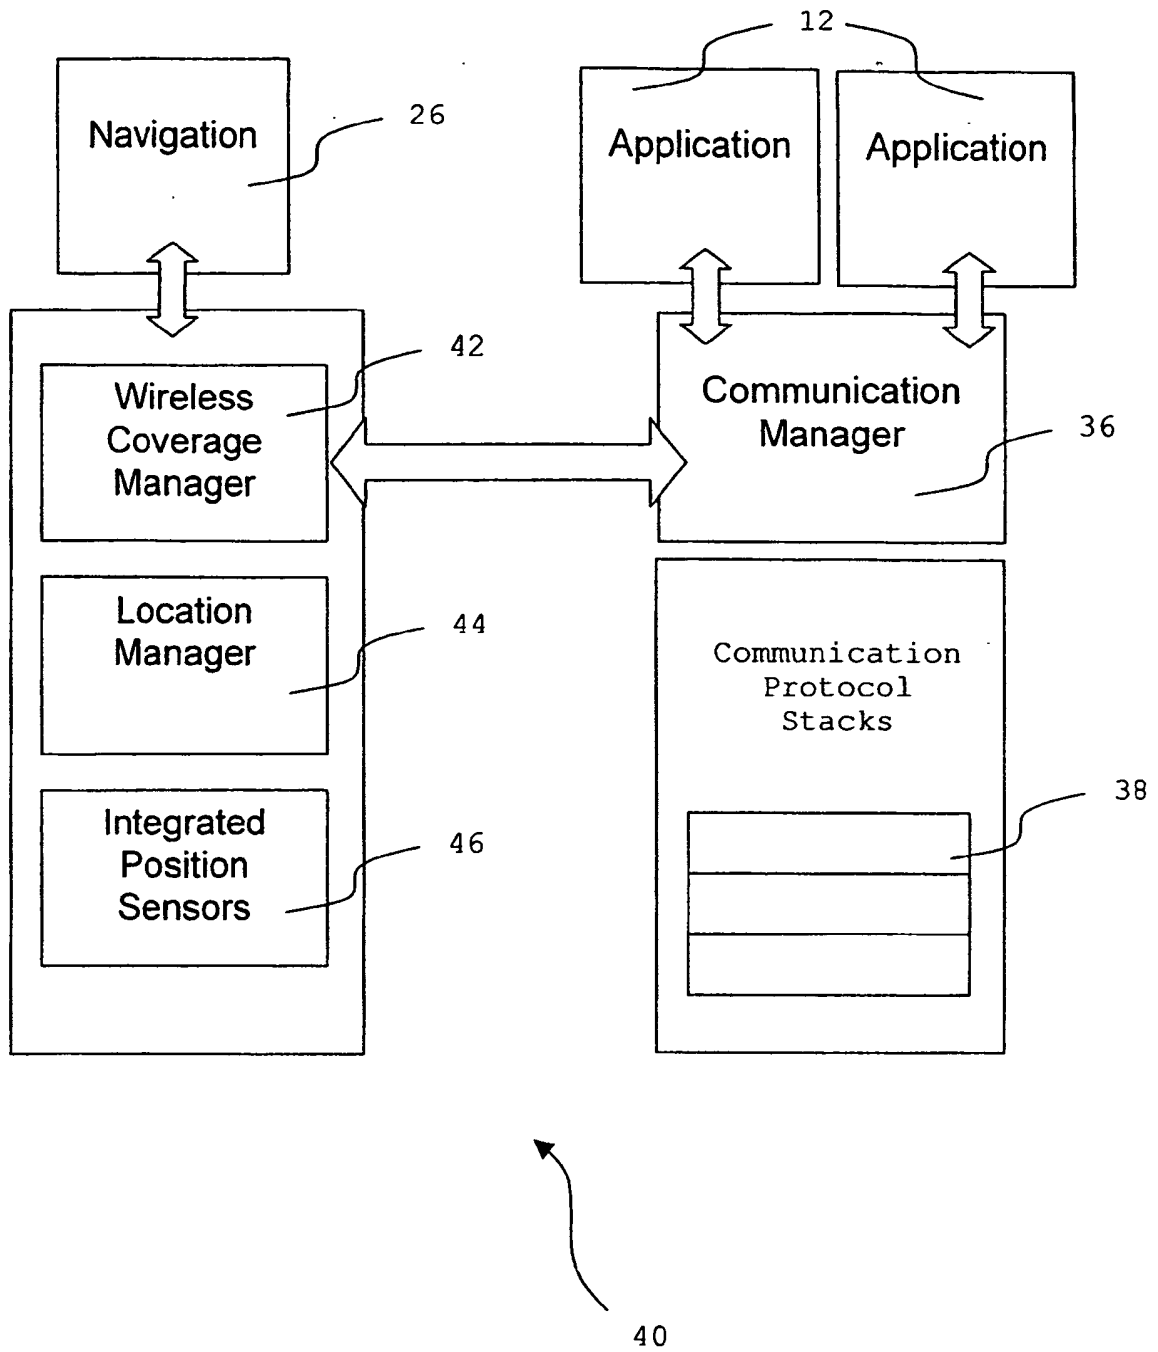 12
Navigation
26
Application
Application
42
Wireless
Coverage
Manager
Communication
Manager
36
Location
Manager
44
Communication
Protocol
Stacks
38
Integrated
Position
Sensors
46
40